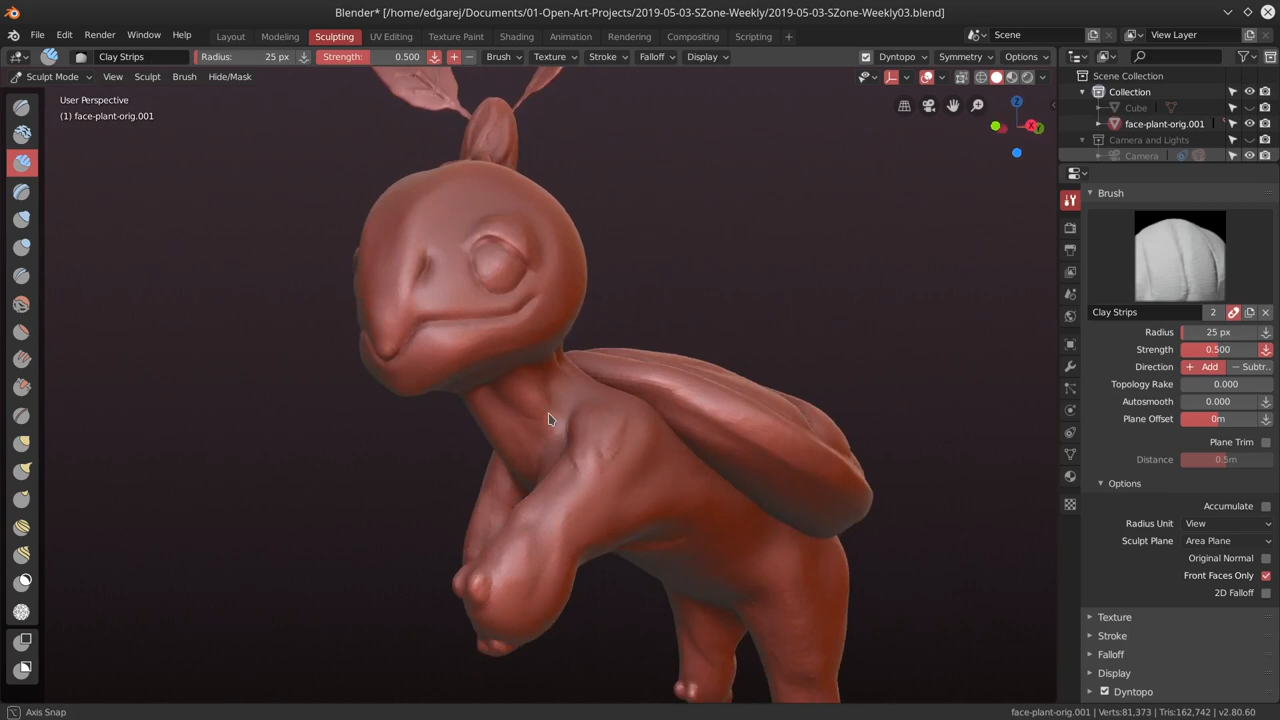 Blender* [/home/edgarej/Documents/01-Open-Art-Projects/2019-05-03-SZone-Weekly/2019-05-03-SZone-Weekly03.blend]
File Edit Render Window Help Layout Modeling Sculpting UV Editing Texture Paint Shading Animation Rendering Compositing Scripting + Scene View Layer
Clay Strips Radius: 25 px Strength: 0.500 + − Brush Texture Stroke Falloff Display Dyntopo Symmetry Options
Sculpt Mode View Sculpt Brush Hide/Mask
User Perspective
(1) face-plant-orig.001
Z
X
Y
Scene Collection
Collection
Cube
face-plant-orig.001
Camera and Lights
Camera
Brush
Clay Strips 2
Radius 25 px
Strength 0.500
Direction + Add − Subtr..
Topology Rake 0.000
Autosmooth 0.000
Plane Offset 0m
Plane Trim
Distance 0.5m
Options
Accumulate
Radius Unit View
Sculpt Plane Area Plane
Original Normal
Front Faces Only
2D Falloff
Texture
Stroke
Falloff
Display
Dyntopo
Axis Snap face-plant-orig.001 | Verts:81,373 | Tris:162,742 | v2.80.60